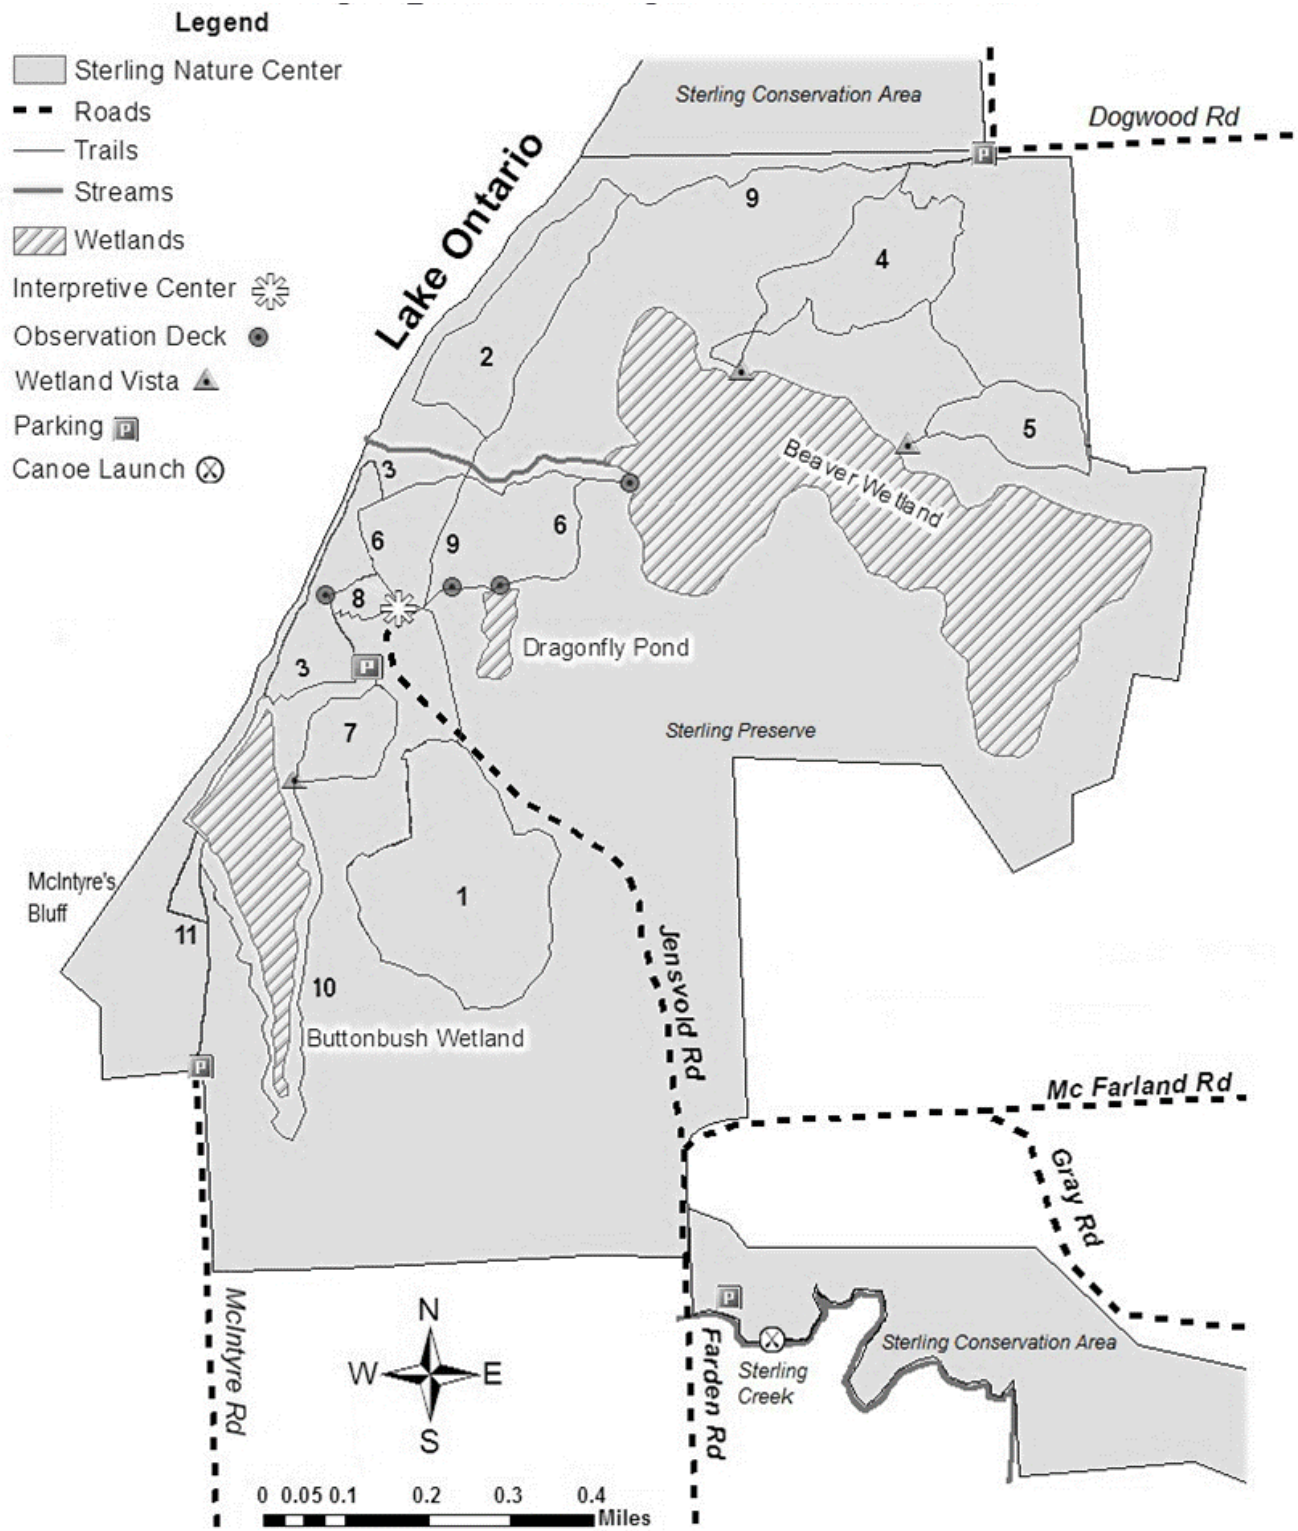 Legend
Sterling Nature Center
Roads
Trails
Streams
Wetlands
Interpretive Center
Observation Deck
Wetland Vista
Parking P
Canoe Launch
Sterling Conservation Area
Dogwood Rd
P
Lake Ontario
9
4
2
5
3
Beaver Wetland
6
9
6
8
Dragonfly Pond
3
P
7
Sterling Preserve
McIntyre's
Bluff
1
11
10
Jensvold Rd
Buttonbush Wetland
P
Mc Farland Rd
Gray Rd
McIntyre Rd
P
Farden Rd
Sterling
Creek
Sterling Conservation Area
N
W E
S
0 0.05 0.1 0.2 0.3 0.4
Miles